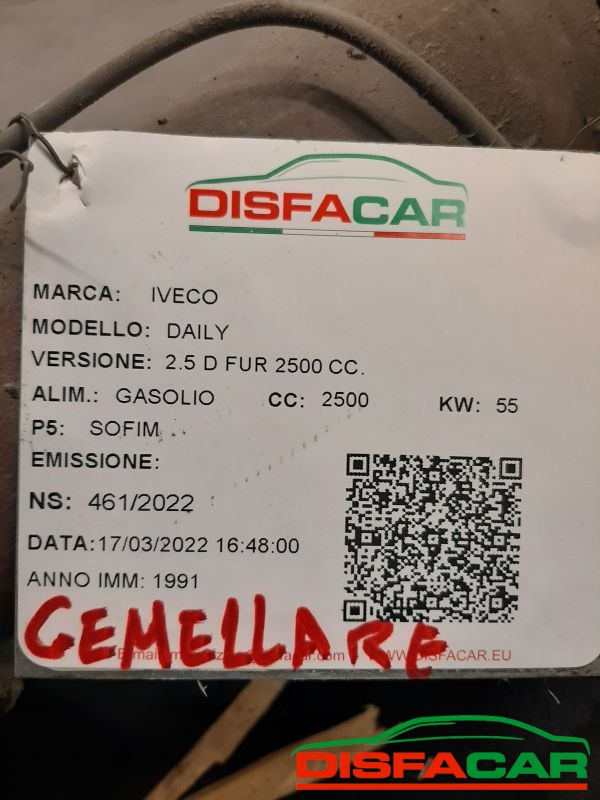 DISFACAR
MARCA: IVECO
MODELLO: DAILY
VERSIONE: 2.5 D FUR 2500 CC.
ALIM.: GASOLIO CC: 2500 KW: 55
P5: SOFIM
EMISSIONE:
NS: 461/2022
DATA:17/03/2022 16:48:00
ANNO IMM: 1991
GEMELLARE
WWW.DISFACAR.EU
DISFACAR